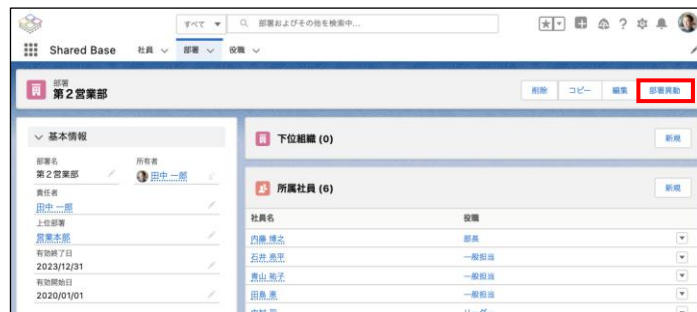 すべて
部署およびその他を検索中...
Shared Base
社員
部署
役職
部署
第2営業部
削除
コピー
編集
部署異動
基本情報
部署名
第2営業部
所有者
田中 一郎
責任者
田中 一郎
上位部署
営業本部
有効終了日
2023/12/31
有効開始日
2020/01/01
下位組織 (0)
新規
所属社員 (6)
新規
社員名
役職
内藤 博之
部長
石井 亮平
一般担当
青山 祐子
一般担当
田島 恵
一般担当